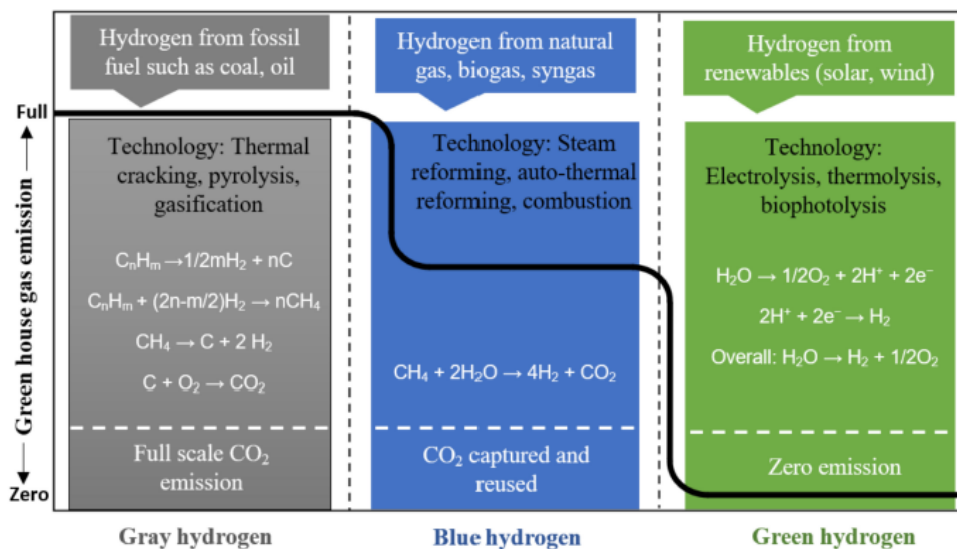 Hydrogen from fossil
fuel such as coal, oil
Hydrogen from natural
gas, biogas, syngas
Hydrogen from
renewables (solar, wind)
Full
Green house gas emission
Zero
Technology: Thermal
cracking, pyrolysis,
gasification
CₙHₘ →1/2mH₂ + nC
CₙHₘ + (2n-m/2)H₂ → nCH₄
CH₄ → C + 2 H₂
C + O₂ → CO₂
Full scale CO₂
emission
Technology: Steam
reforming, auto-thermal
reforming, combustion
CH₄ + 2H₂O → 4H₂ + CO₂
CO₂ captured and
reused
Technology:
Electrolysis, thermolysis,
biophotolysis
H₂O → 1/2O₂ + 2H⁺ + 2e⁻
2H⁺ + 2e⁻ → H₂
Overall: H₂O → H₂ + 1/2O₂
Zero emission
Gray hydrogen
Blue hydrogen
Green hydrogen